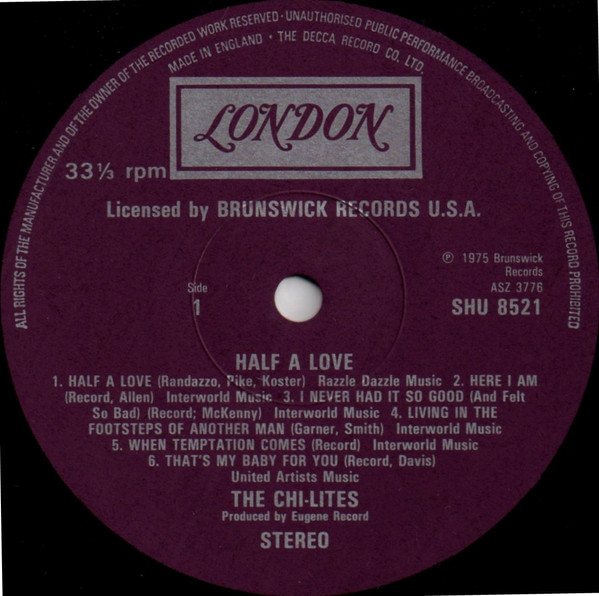 ALL RIGHTS OF THE MANUFACTURER AND OF THE OWNER OF THE RECORDED WORK RESERVED · UNAUTHORISED PUBLIC PERFORMANCE BROADCASTING AND COPYING OF THIS RECORD PROHIBITED
MADE IN ENGLAND · THE DECCA RECORD CO. LTD.
LONDON
33⅓ rpm
Licensed by BRUNSWICK RECORDS U.S.A.
℗ 1975 Brunswick
Records
Side
1
ASZ 3776
SHU 8521
HALF A LOVE
1. HALF A LOVE (Randazzo, Pike, Koster) Razzle Dazzle Music 2. HERE I AM
(Record, Allen) Interworld Music 3. I NEVER HAD IT SO GOOD (And Felt
So Bad) (Record; McKenny) Interworld Music 4. LIVING IN THE
FOOTSTEPS OF ANOTHER MAN (Garner, Smith) Interworld Music
5. WHEN TEMPTATION COMES (Record) Interworld Music
6. THAT'S MY BABY FOR YOU (Record, Davis)
United Artists Music
THE CHI-LITES
Produced by Eugene Record
STEREO